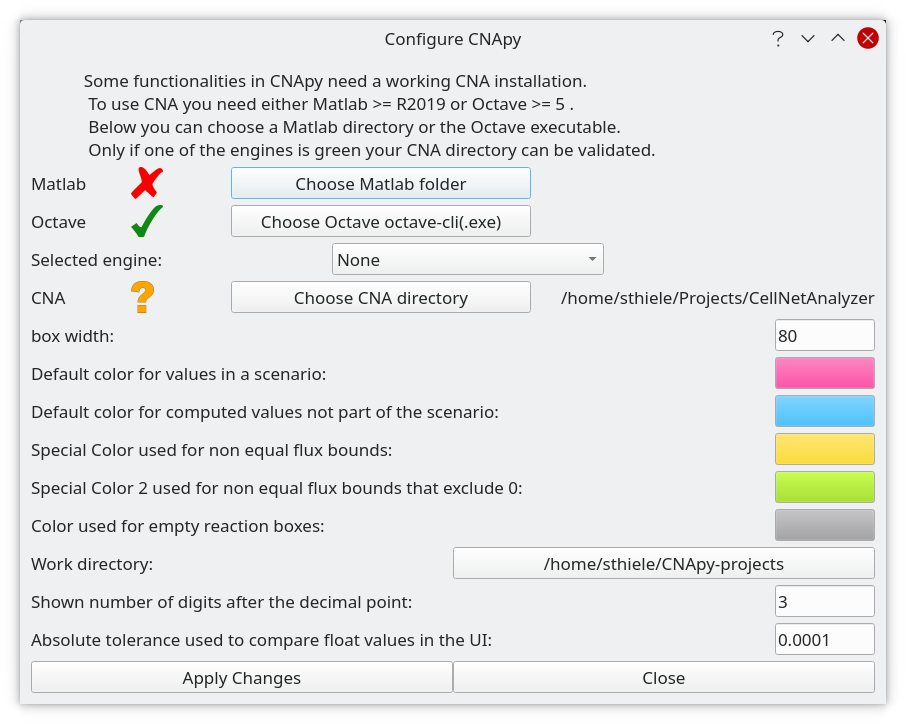 Configure CNApy
Some functionalities in CNApy need a working CNA installation.
To use CNA you need either Matlab >= R2019 or Octave >= 5 .
Below you can choose a Matlab directory or the Octave executable.
Only if one of the engines is green your CNA directory can be validated.
Matlab Choose Matlab folder
Octave Choose Octave octave-cli(.exe)
Selected engine: None
CNA Choose CNA directory /home/sthiele/Projects/CellNetAnalyzer
box width: 80
Default color for values in a scenario:
Default color for computed values not part of the scenario:
Special Color used for non equal flux bounds:
Special Color 2 used for non equal flux bounds that exclude 0:
Color used for empty reaction boxes:
Work directory: /home/sthiele/CNApy-projects
Shown number of digits after the decimal point: 3
Absolute tolerance used to compare float values in the UI: 0.0001
Apply Changes Close